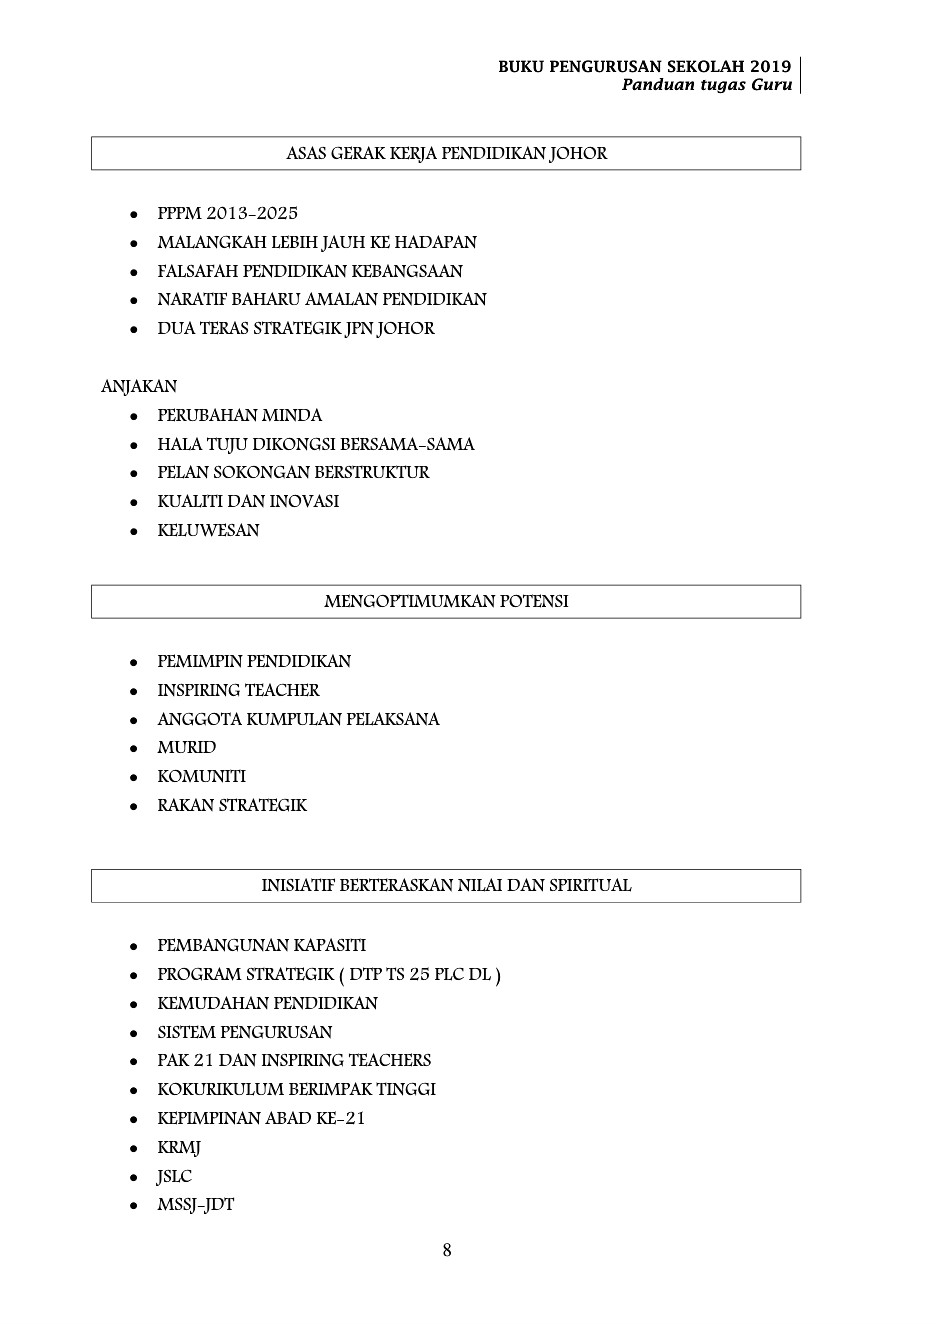 BUKU PENGURUSAN SEKOLAH 2019
Panduan tugas Guru
ASAS GERAK KERJA PENDIDIKAN JOHOR
● PPPM 2013-2025
● MALANGKAH LEBIH JAUH KE HADAPAN
● FALSAFAH PENDIDIKAN KEBANGSAAN
● NARATIF BAHARU AMALAN PENDIDIKAN
● DUA TERAS STRATEGIK JPN JOHOR
ANJAKAN
● PERUBAHAN MINDA
● HALA TUJU DIKONGSI BERSAMA-SAMA
● PELAN SOKONGAN BERSTRUKTUR
● KUALITI DAN INOVASI
● KELUWESAN
MENGOPTIMUMKAN POTENSI
● PEMIMPIN PENDIDIKAN
● INSPIRING TEACHER
● ANGGOTA KUMPULAN PELAKSANA
● MURID
● KOMUNITI
● RAKAN STRATEGIK
INISIATIF BERTERASKAN NILAI DAN SPIRITUAL
● PEMBANGUNAN KAPASITI
● PROGRAM STRATEGIK ( DTP TS 25 PLC DL )
● KEMUDAHAN PENDIDIKAN
● SISTEM PENGURUSAN
● PAK 21 DAN INSPIRING TEACHERS
● KOKURIKULUM BERIMPAK TINGGI
● KEPIMPINAN ABAD KE-21
● KRMJ
● JSLC
● MSSJ-JDT
8